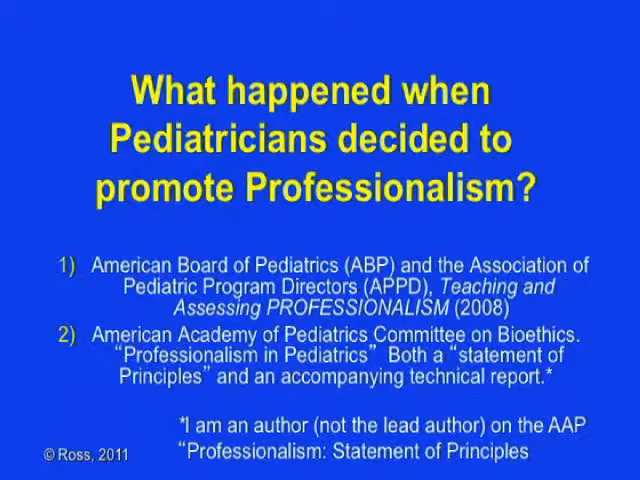 What happened when
Pediatricians decided to
promote Professionalism?
1) American Board of Pediatrics (ABP) and the Association of
Pediatric Program Directors (APPD), Teaching and
Assessing PROFESSIONALISM (2008)
2) American Academy of Pediatrics Committee on Bioethics.
“Professionalism in Pediatrics” Both a “statement of
Principles” and an accompanying technical report.*
*I am an author (not the lead author) on the AAP
“Professionalism: Statement of Principles
© Ross, 2011